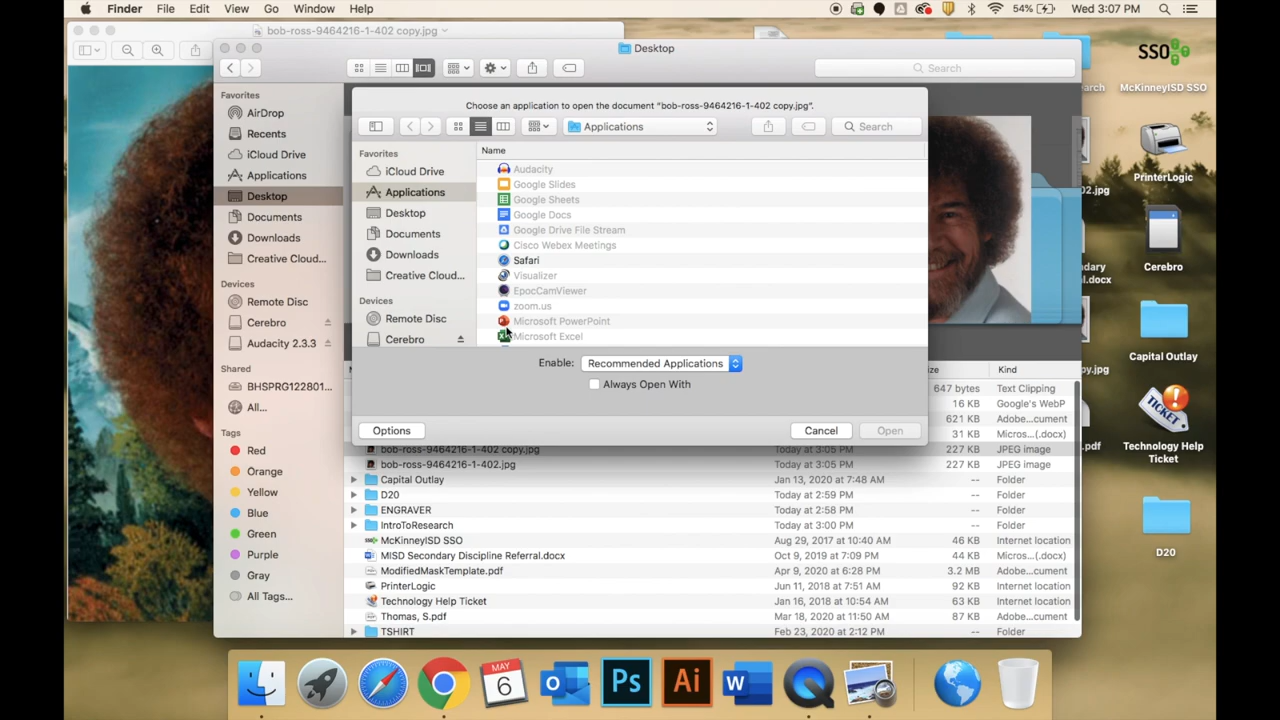 Finder File Edit View Go Window Help
54% Wed 3:07 PM
bob-ross-9464216-1-402 copy.jpg
Desktop
Search
Favorites
AirDrop
Recents
iCloud Drive
Applications
Desktop
Documents
Downloads
Creative Cloud...
Devices
Remote Disc
Cerebro
Audacity 2.3.3
Shared
BHSPRG122801...
All...
Tags
Red
Orange
Yellow
Blue
Green
Purple
Gray
All Tags...
Choose an application to open the document “bob-ross-9464216-1-402 copy.jpg”.
Applications
Search
Favorites
iCloud Drive
Applications
Desktop
Documents
Downloads
Creative Cloud...
Devices
Remote Disc
Cerebro
Name
Audacity
Google Slides
Google Sheets
Google Docs
Google Drive File Stream
Cisco Webex Meetings
Safari
Visualizer
EpocCamViewer
zoom.us
Microsoft PowerPoint
Microsoft Excel
Enable: Recommended Applications
Always Open With
Options Cancel Open
Kind
647 bytes Text Clipping
16 KB Google's WebP
621 KB Adobe...cument
31 KB Micros...(.docx)
bob-ross-9464216-1-402 copy.jpg Today at 3:05 PM 227 KB JPEG image
bob-ross-9464216-1-402.jpg Today at 3:05 PM 227 KB JPEG image
Capital Outlay Jan 13, 2020 at 7:48 AM -- Folder
D20 Today at 2:59 PM -- Folder
ENGRAVER Today at 2:58 PM -- Folder
IntroToResearch Today at 3:00 PM -- Folder
McKinneyISD SSO Aug 29, 2017 at 10:40 AM 46 KB Internet location
MISD Secondary Discipline Referral.docx Oct 9, 2019 at 7:09 PM 44 KB Micros...(.docx)
ModifiedMaskTemplate.pdf Apr 9, 2020 at 6:28 PM 3.2 MB Adobe...cument
PrinterLogic Jun 11, 2018 at 7:51 AM 92 KB Internet location
Technology Help Ticket Jan 16, 2018 at 10:54 AM 63 KB Internet location
Thomas, S.pdf Mar 18, 2020 at 11:50 AM 87 KB Adobe...cument
TSHIRT Feb 23, 2020 at 2:12 PM -- Folder
SSO
McKinneyISD SSO
PrinterLogic
Cerebro
Capital Outlay
TICKET
Technology Help
Ticket
D20
MAY
6
Ps
Ai
W